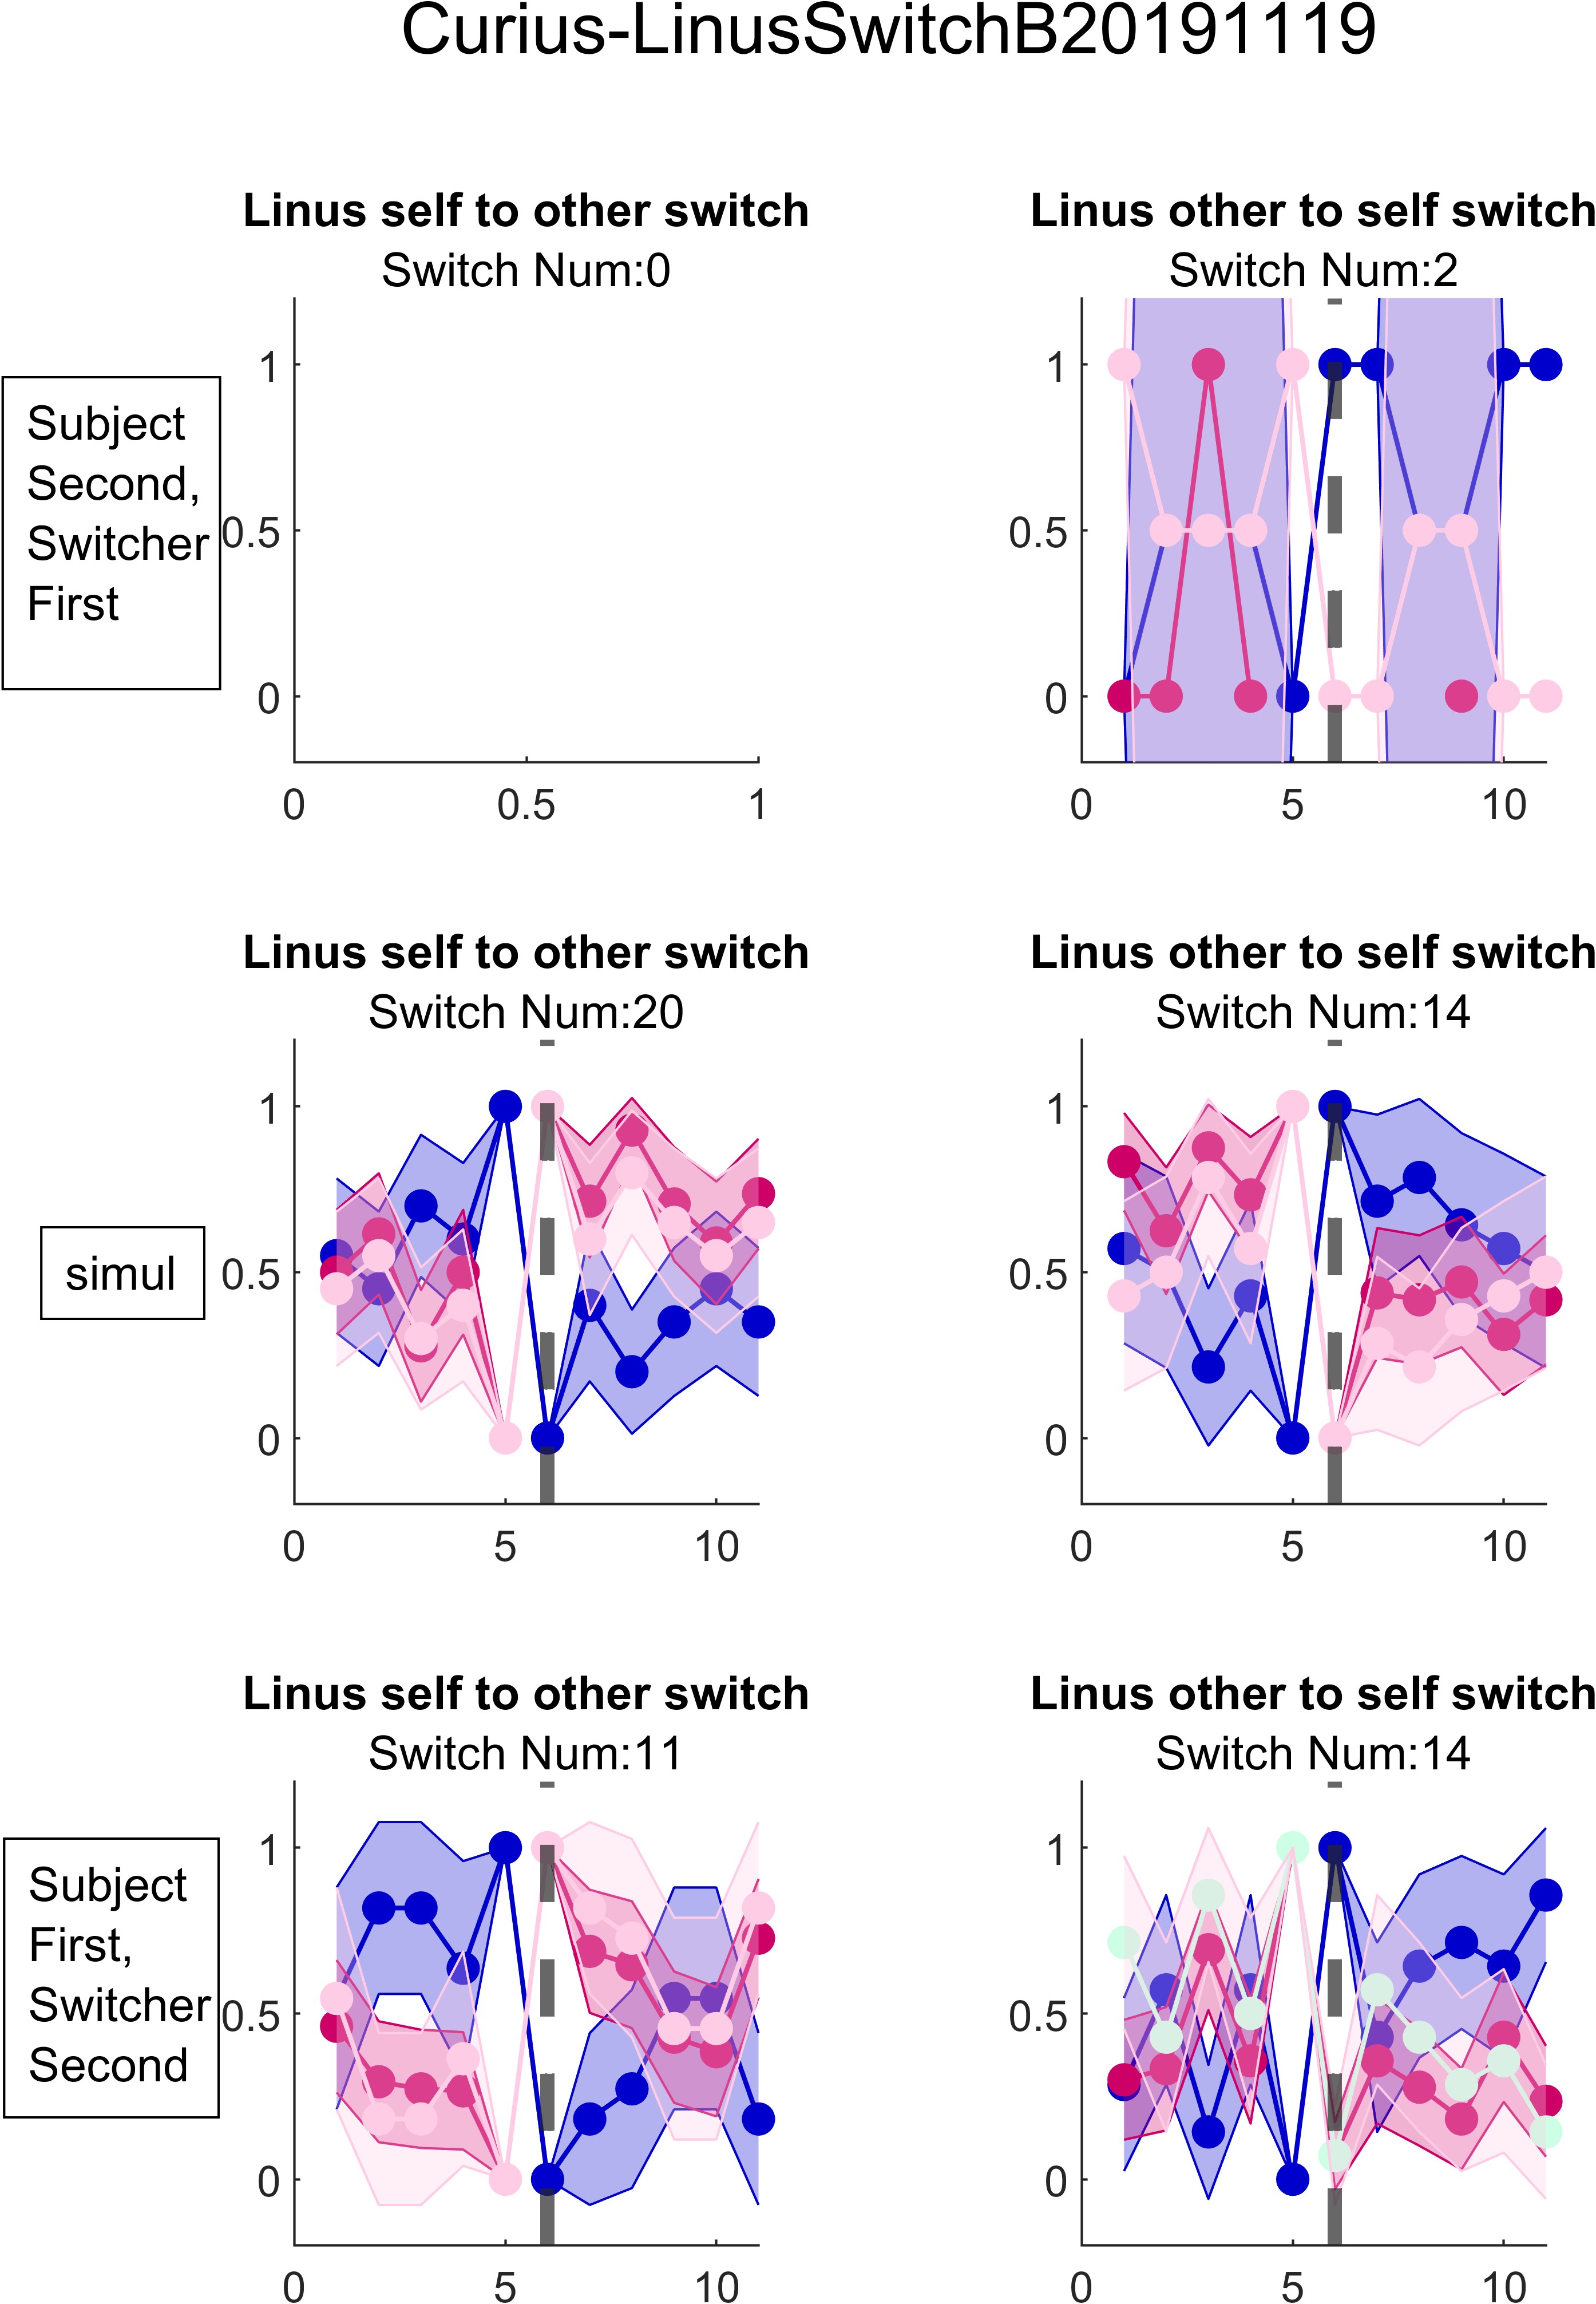 Curius-LinusSwitchB20191119
Linus self to other switch
Switch Num:0
Linus other to self switch
Switch Num:2
Subject
Second,
Switcher
First
1
0.5
0
0
0.5
1
1
0.5
0
0
5
10
Linus self to other switch
Switch Num:20
Linus other to self switch
Switch Num:14
simul
1
0.5
0
0
5
10
1
0.5
0
0
5
10
Linus self to other switch
Switch Num:11
Linus other to self switch
Switch Num:14
Subject
First,
Switcher
Second
1
0.5
0
0
5
10
1
0.5
0
0
5
10